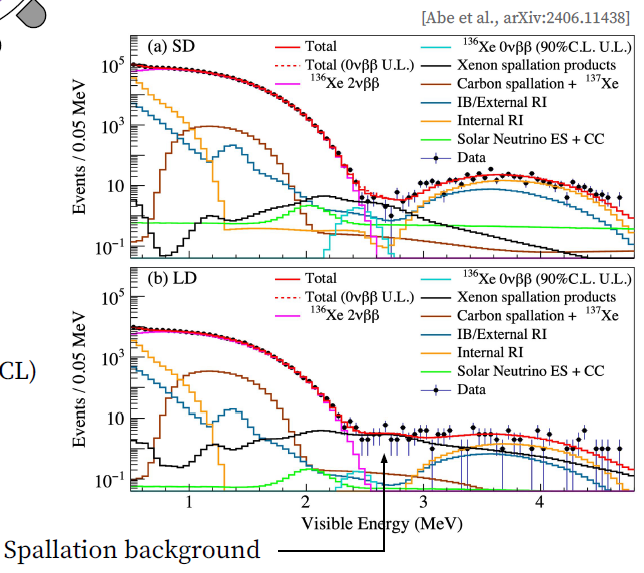 [Abe et al., arXiv:2406.11438]
)
(a) SD
Total
Total (0νββ U.L.)
¹³⁶Xe 2νββ
¹³⁶Xe 0νββ (90%C.L. U.L.)
Xenon spallation products
Carbon spallation + ¹³⁷Xe
IB/External RI
Internal RI
Solar Neutrino ES + CC
Data
Events / 0.05 MeV
10⁵
10³
10
10⁻¹
(b) LD
Total
Total (0νββ U.L.)
¹³⁶Xe 2νββ
¹³⁶Xe 0νββ (90%C.L. U.L.)
Xenon spallation products
Carbon spallation + ¹³⁷Xe
IB/External RI
Internal RI
Solar Neutrino ES + CC
Data
Events / 0.05 MeV
10⁵
10³
10
10⁻¹
CL)
1 2 3 4
Visible Energy (MeV)
Spallation background